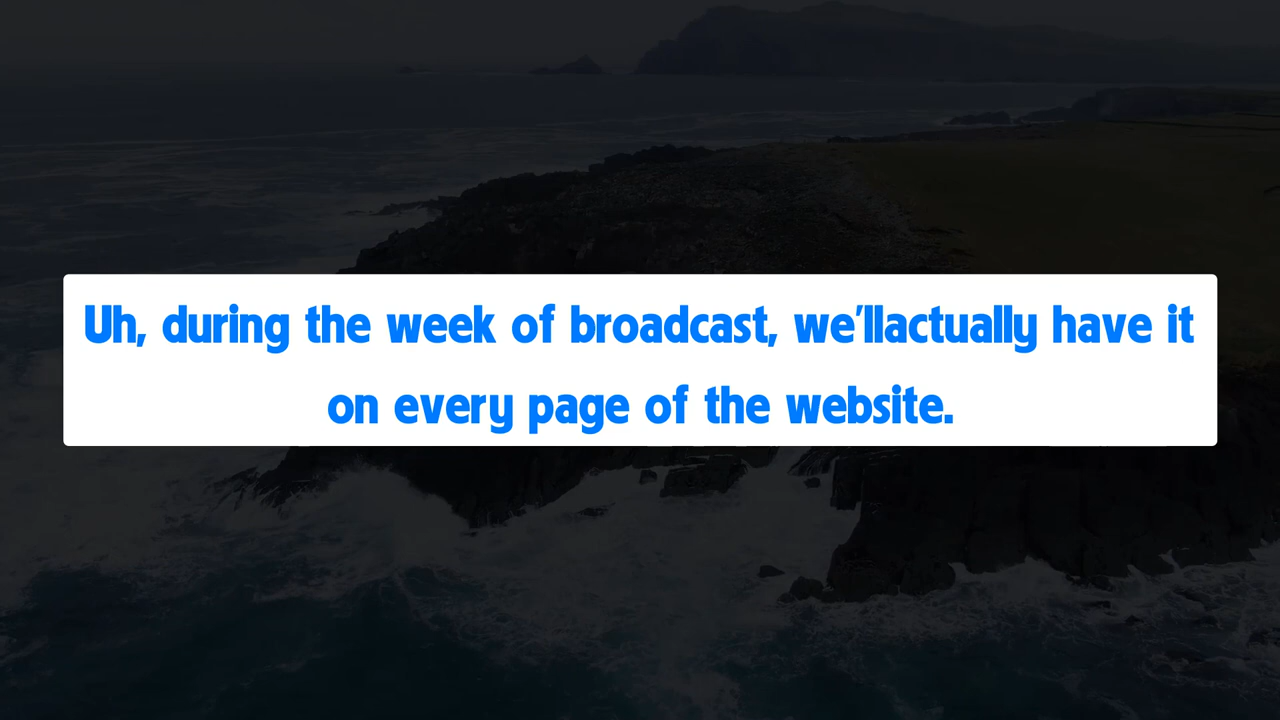 Uh, during the week of broadcast, we'llactually have it
on every page of the website.